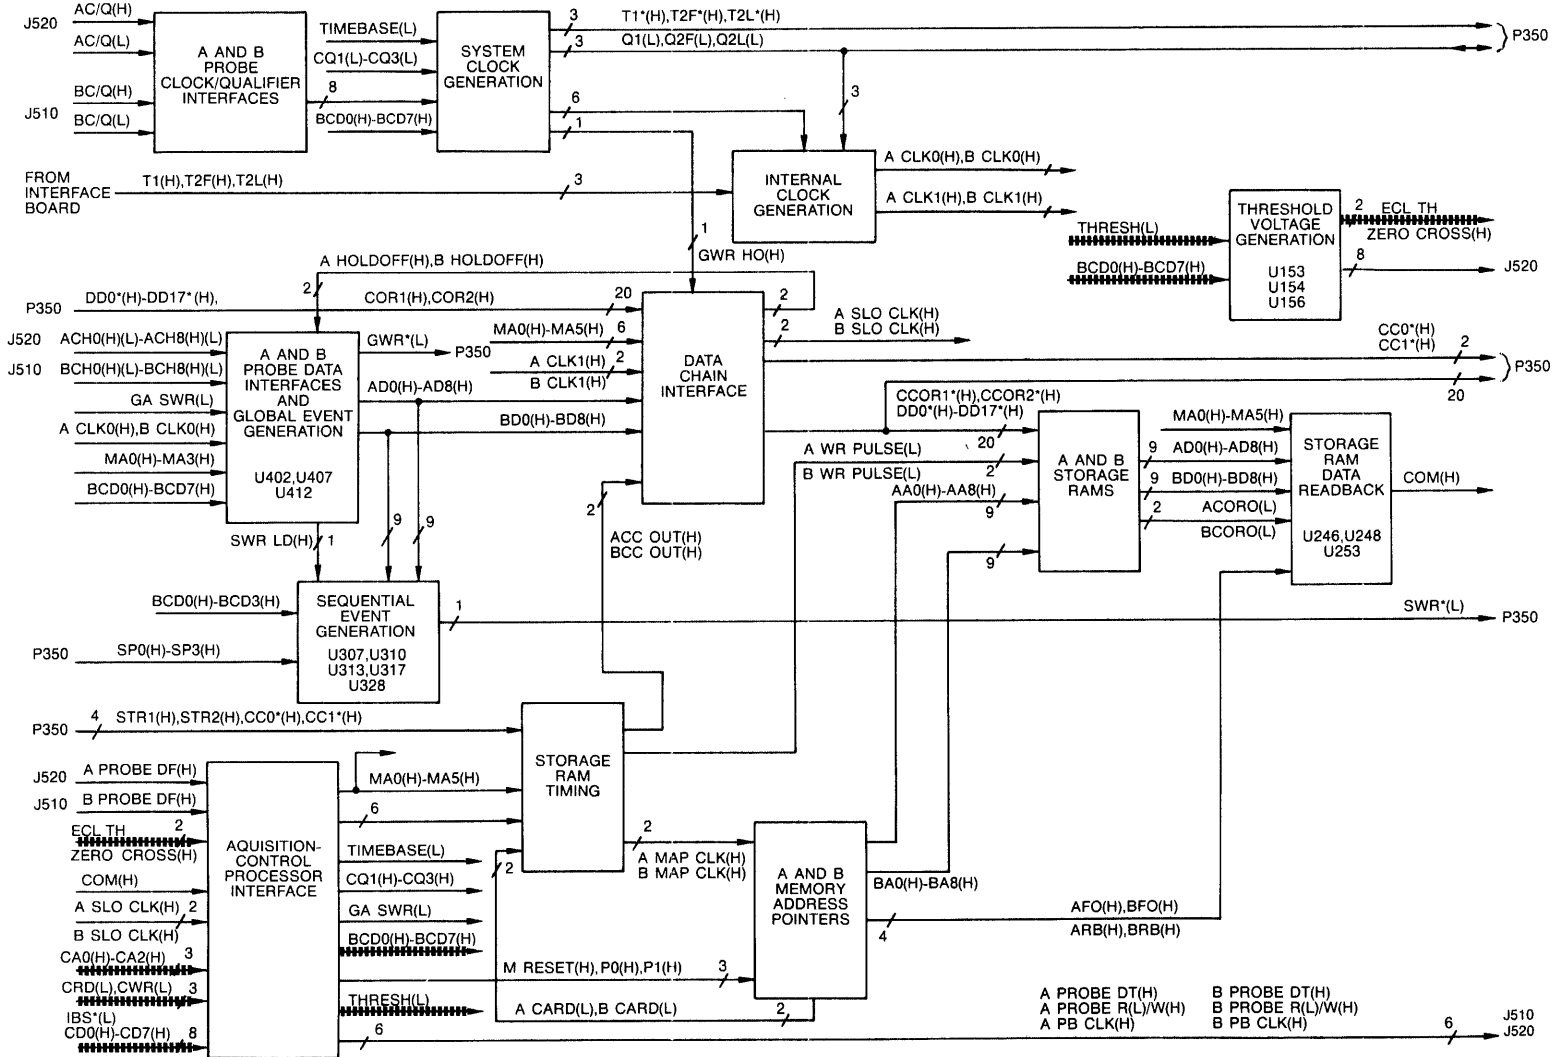 J520
AC/Q(H)
AC/Q(L)
J510
BC/Q(H)
BC/Q(L)
A AND B
PROBE
CLOCK/QUALIFIER
INTERFACES
8
TIMEBASE(L)
CQ1(L)-CQ3(L)
BCD0(H)-BCD7(H)
SYSTEM
CLOCK
GENERATION
3
T1*(H),T2F*(H),T2L*(H)
3
Q1(L),Q2F(L),Q2L(L)
P350
6
1
3
FROM
INTERFACE
BOARD
T1(H),T2F(H),T2L(H)
3
INTERNAL
CLOCK
GENERATION
A CLK0(H),B CLK0(H)
A CLK1(H),B CLK1(H)
THRESH(L)
BCD0(H)-BCD7(H)
THRESHOLD
VOLTAGE
GENERATION
U153
U154
U156
2
ECL TH
ZERO CROSS(H)
8
J520
1
GWR HO(H)
A HOLDOFF(H),B HOLDOFF(H)
2
P350
DD0*(H)-DD17*(H),
COR1(H),COR2(H)
20
J520
ACH0(H)(L)-ACH8(H)(L)
J510
BCH0(H)(L)-BCH8(H)(L)
GA SWR(L)
A CLK0(H),B CLK0(H)
MA0(H)-MA3(H)
BCD0(H)-BCD7(H)
A AND B
PROBE DATA
INTERFACES
AND
GLOBAL EVENT
GENERATION
U402,U407
U412
GWR*(L)
P350
MA0(H)-MA5(H)
6
A CLK1(H)
2
B CLK1(H)
AD0(H)-AD8(H)
BD0(H)-BD8(H)
DATA
CHAIN
INTERFACE
2
2
A SLO CLK(H)
B SLO CLK(H)
CC0*(H)
CC1*(H)
2
P350
20
CCOR1*(H),CCOR2*(H)
DD0*(H)-DD17*(H)
20
A WR PULSE(L)
B WR PULSE(L)
2
AA0(H)-AA8(H)
9
9
A AND B
STORAGE
RAMS
9
9
2
MA0(H)-MA5(H)
AD0(H)-AD8(H)
BD0(H)-BD8(H)
ACORO(L)
BCORO(L)
STORAGE
RAM
DATA
READBACK
U246,U248
U253
COM(H)
2
ACC OUT(H)
BCC OUT(H)
SWR LD(H)
1
9
9
BCD0(H)-BCD3(H)
P350
SP0(H)-SP3(H)
SEQUENTIAL
EVENT
GENERATION
U307,U310
U313,U317
U328
1
SWR*(L)
P350
P350
4
STR1(H),STR2(H),CC0*(H),CC1*(H)
J520
A PROBE DF(H)
J510
B PROBE DF(H)
ECL TH
2
ZERO CROSS(H)
COM(H)
A SLO CLK(H)
2
B SLO CLK(H)
CA0(H)-CA2(H)
3
CRD(L),CWR(L)
3
IBS*(L)
CD0(H)-CD7(H)
8
AQUISITION-
CONTROL
PROCESSOR
INTERFACE
MA0(H)-MA5(H)
6
TIMEBASE(L)
CQ1(H)-CQ3(H)
GA SWR(L)
BCD0(H)-BCD7(H)
M RESET(H),P0(H),P1(H)
3
THRESH(L)
A CARD(L),B CARD(L)
2
6
STORAGE
RAM
TIMING
2
2
A MAP CLK(H)
B MAP CLK(H)
A AND B
MEMORY
ADDRESS
POINTERS
BA0(H)-BA8(H)
4
AFO(H),BFO(H)
ARB(H),BRB(H)
A PROBE DT(H)
B PROBE DT(H)
A PROBE R(L)/W(H)
B PROBE R(L)/W(H)
A PB CLK(H)
B PB CLK(H)
6
J510
J520